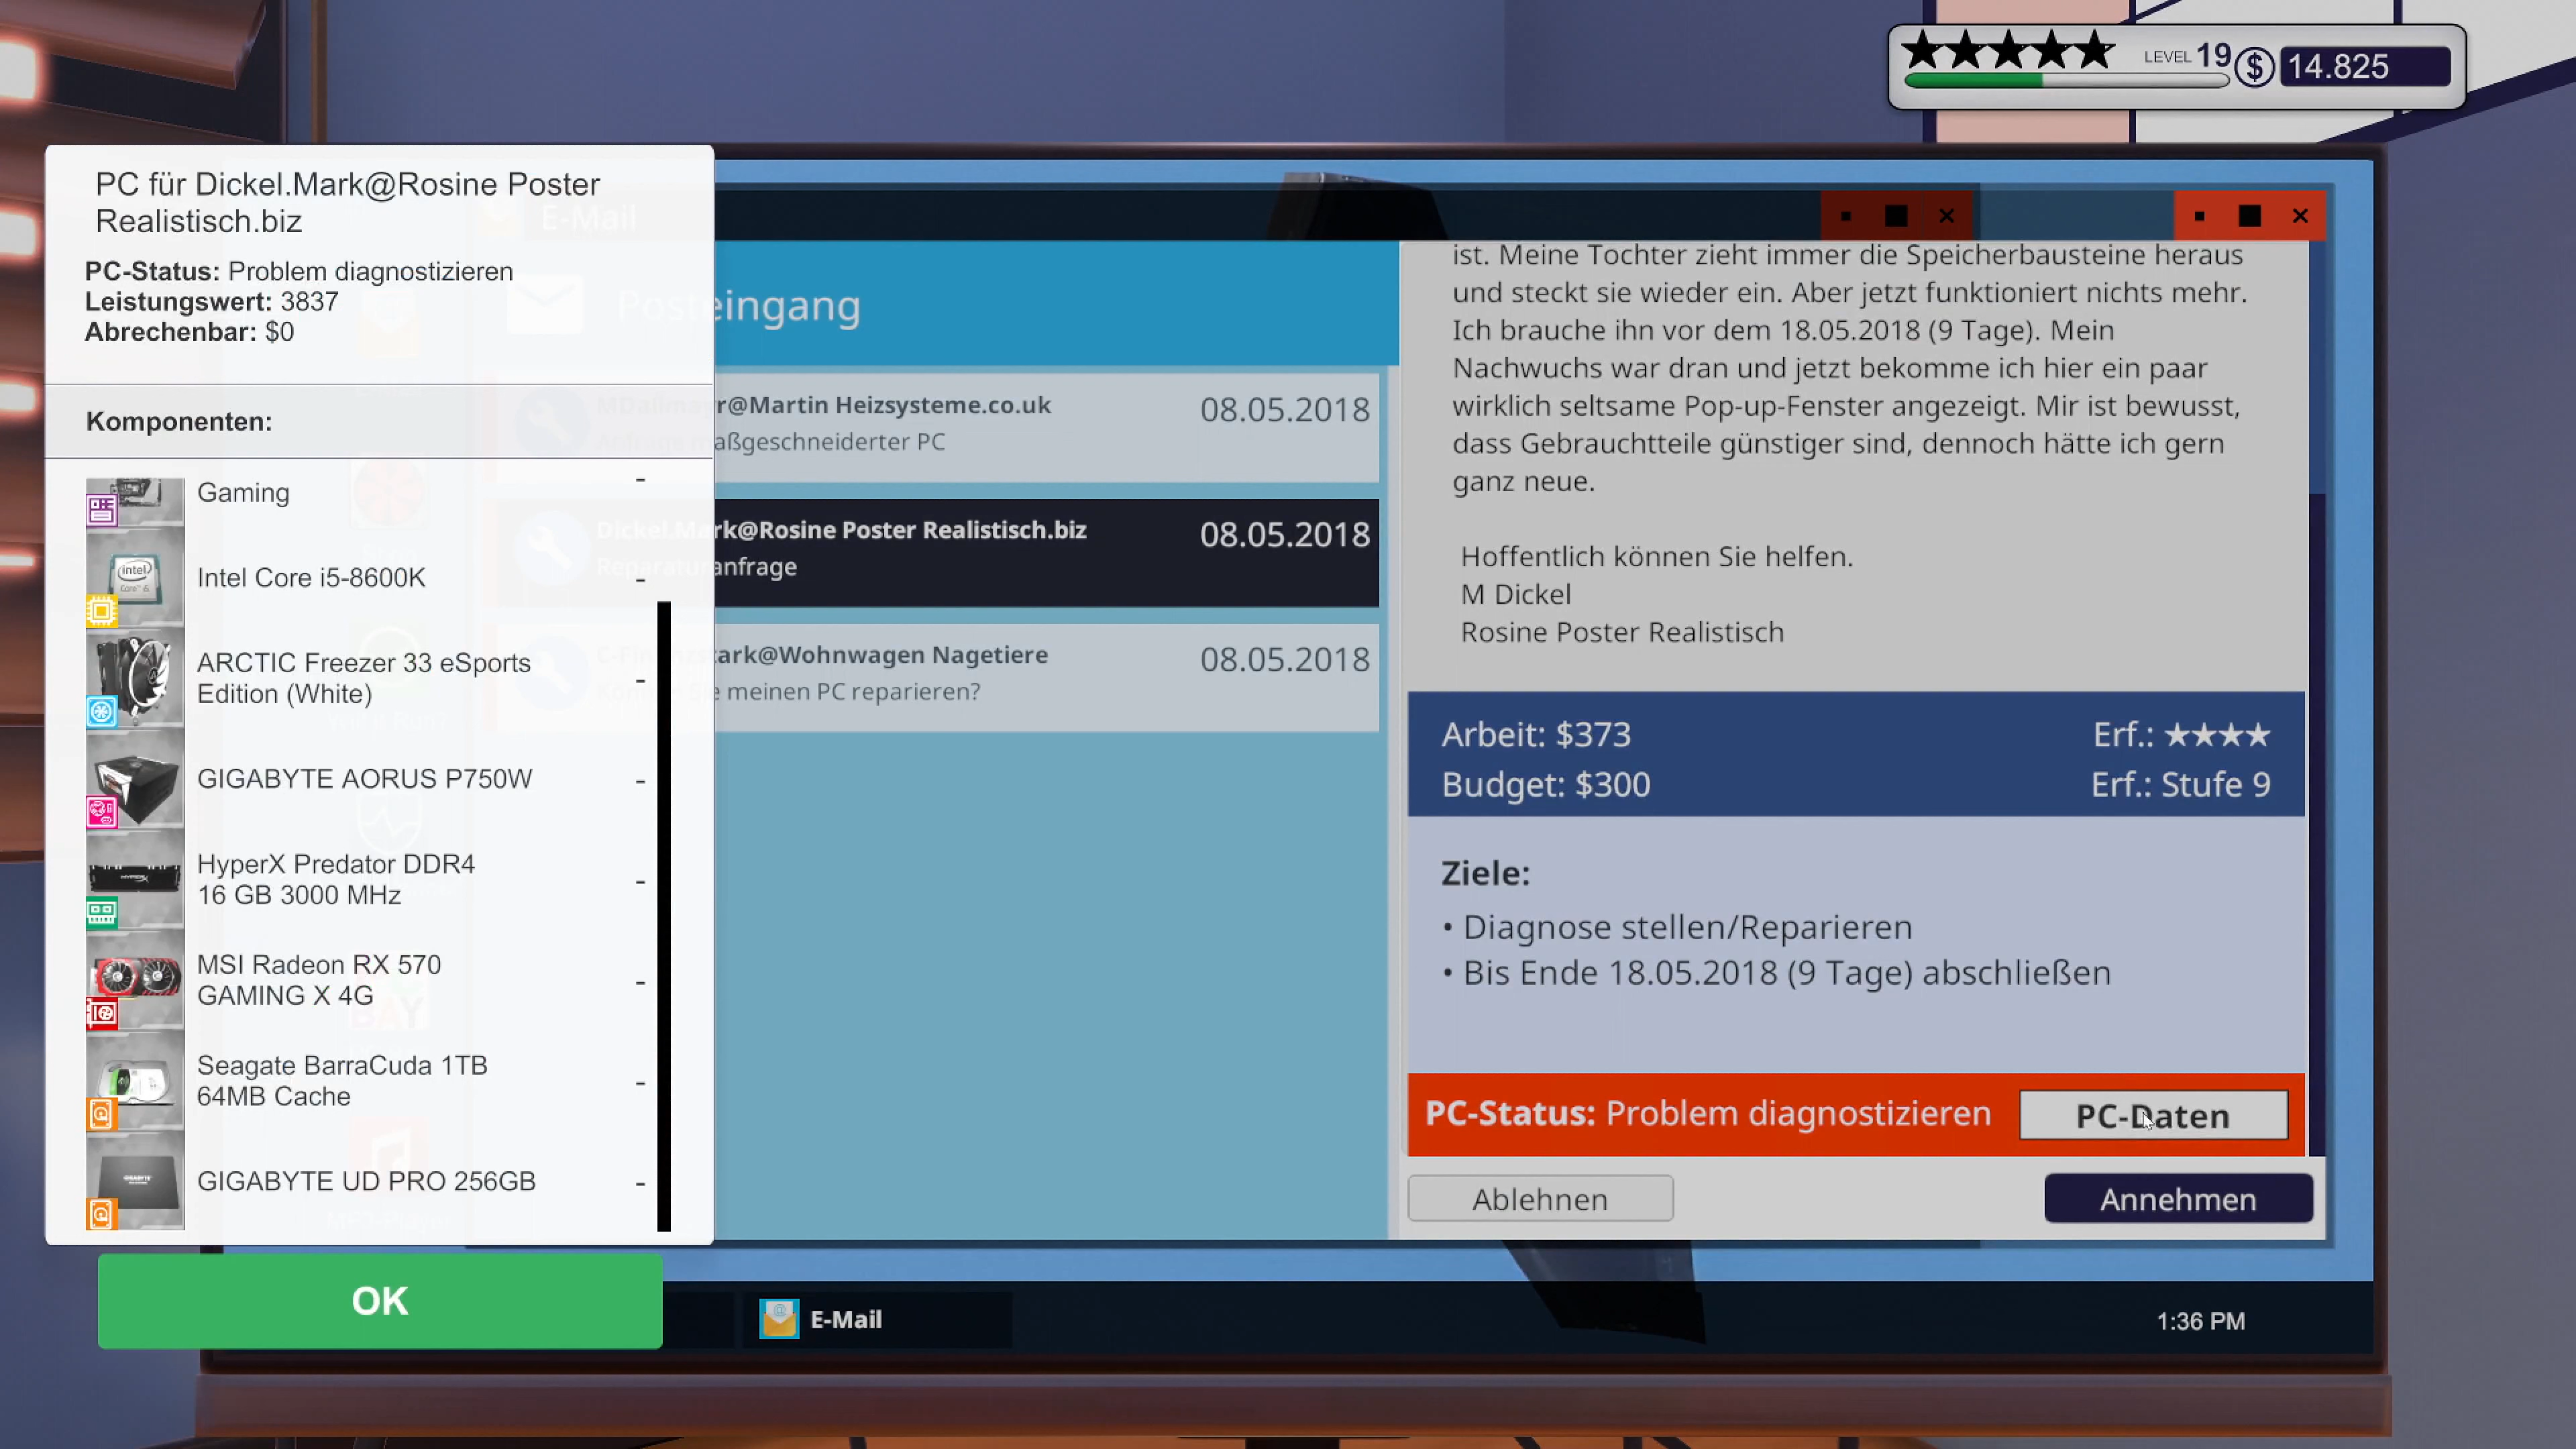 LEVEL 19
14.825
PC für Dickel.Mark@Rosine Poster
Realistisch.biz
PC-Status: Problem diagnostizieren
Leistungswert: 3837
Abrechenbar: $0
Komponenten:
Gaming
-
Intel Core i5-8600K
-
ARCTIC Freezer 33 eSports
Edition (White)
-
GIGABYTE AORUS P750W
-
HyperX Predator DDR4
16 GB 3000 MHz
-
MSI Radeon RX 570
GAMING X 4G
-
Seagate BarraCuda 1TB
64MB Cache
-
GIGABYTE UD PRO 256GB
-
OK
E-Mail
Posteingang
MDallmayr@Martin Heizsysteme.co.uk
08.05.2018
Anfrage maßgeschneiderter PC
Dickel.Mark@Rosine Poster Realistisch.biz
08.05.2018
Reparaturanfrage
@Wohnwagen Nagetiere
08.05.2018
Können Sie meinen PC reparieren?
ist. Meine Tochter zieht immer die Speicherbausteine heraus
und steckt sie wieder ein. Aber jetzt funktioniert nichts mehr.
Ich brauche ihn vor dem 18.05.2018 (9 Tage). Mein
Nachwuchs war dran und jetzt bekomme ich hier ein paar
wirklich seltsame Pop-up-Fenster angezeigt. Mir ist bewusst,
dass Gebrauchtteile günstiger sind, dennoch hätte ich gern
ganz neue.
Hoffentlich können Sie helfen.
M Dickel
Rosine Poster Realistisch
Arbeit: $373
Erf.: ★★★★
Budget: $300
Erf.: Stufe 9
Ziele:
• Diagnose stellen/Reparieren
• Bis Ende 18.05.2018 (9 Tage) abschließen
PC-Status: Problem diagnostizieren
PC-Daten
Ablehnen
Annehmen
E-Mail
1:36 PM